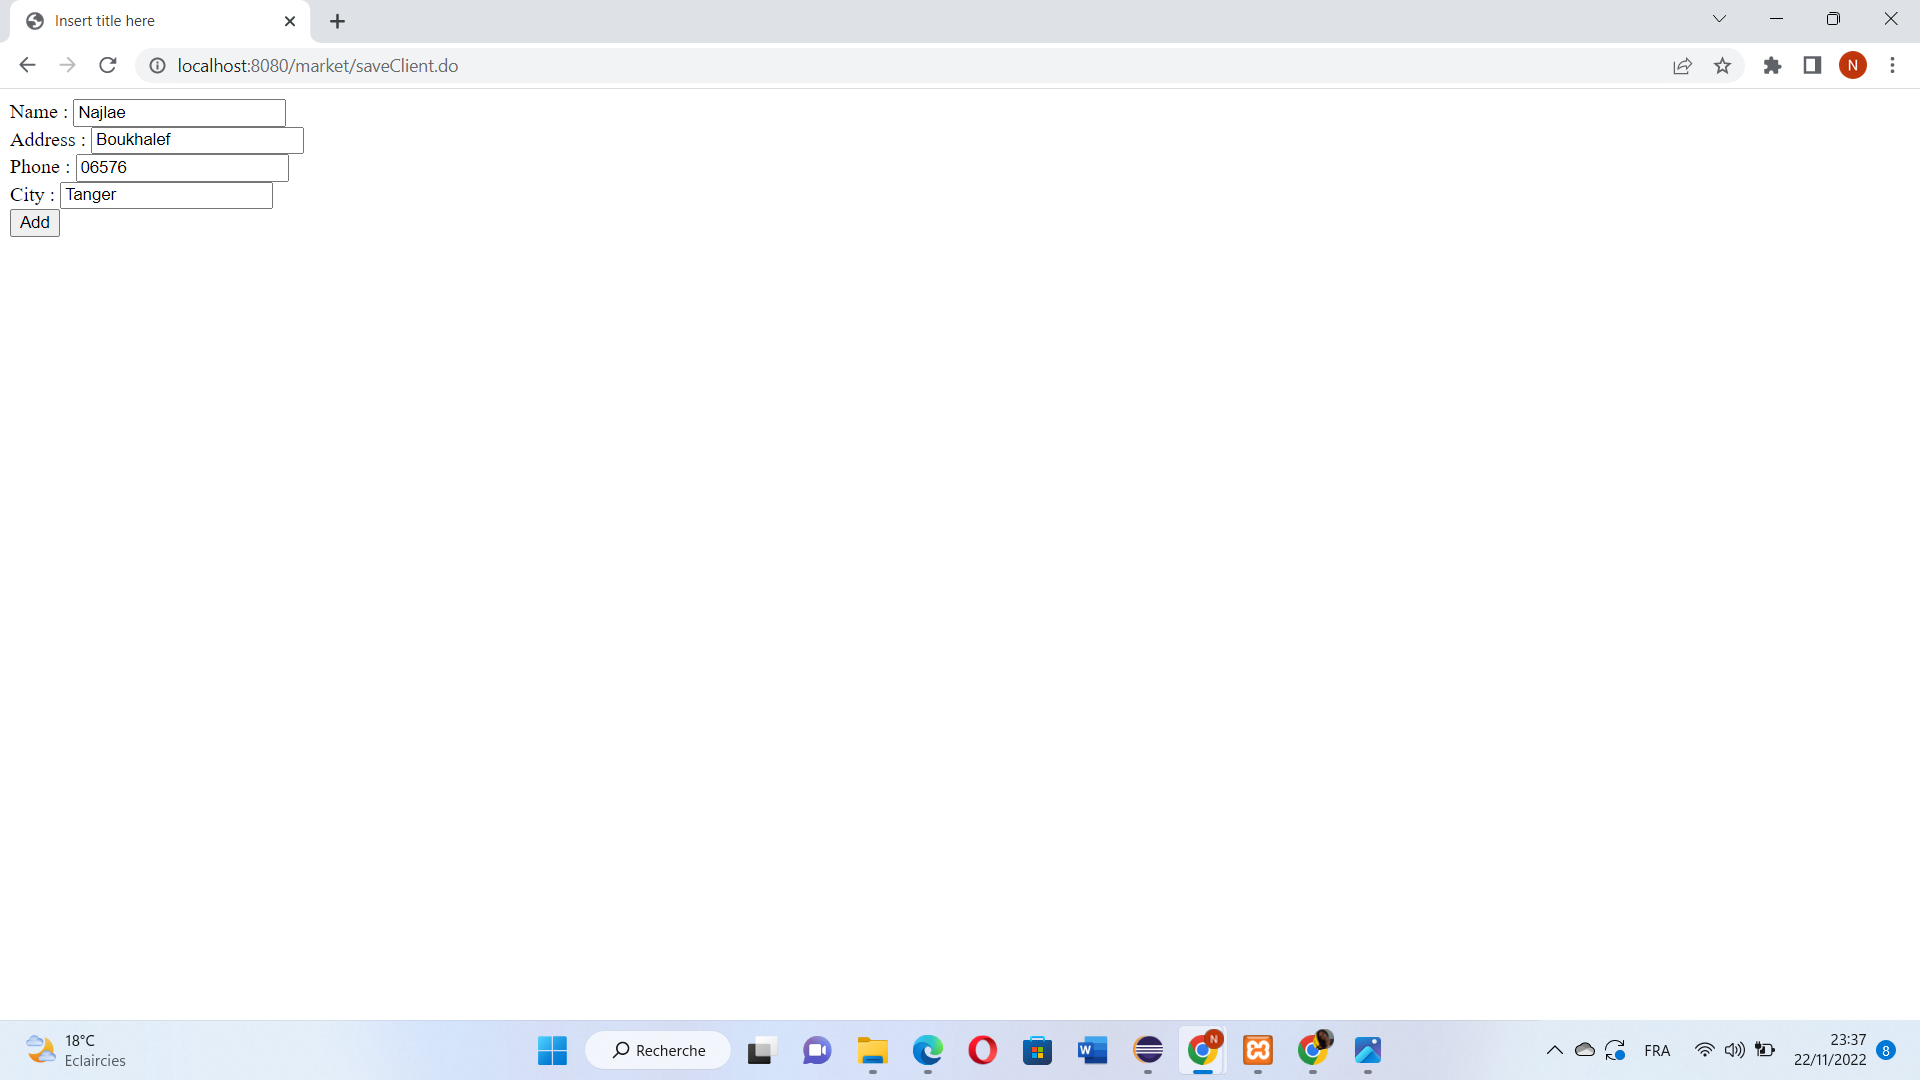 Insert title here
localhost:8080/market/saveClient.do
N
Name : Najlae
Address : Boukhalef
Phone : 06576
City : Tanger
Add
18°C
Eclaircies
Recherche
W
N
FRA
23:37
22/11/2022
8